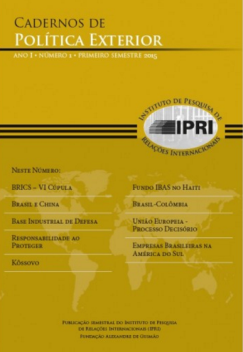 CADERNOS DE
POLÍTICA EXTERIOR
ANO I • NÚMERO 1 • PRIMEIRO SEMESTRE 2015
INSTITUTO DE PESQUISA DE
IPRI
RELAÇÕES INTERNACIONAIS
NESTE NÚMERO:
BRICS – VI CÚPULA
BRASIL E CHINA
BASE INDUSTRIAL DE DEFESA
RESPONSABILIDADE AO
PROTEGER
KÔSSOVO
FUNDO IBAS NO HAITI
BRASIL-COLÔMBIA
UNIÃO EUROPEIA -
PROCESSO DECISÓRIO
EMPRESAS BRASILEIRAS NA
AMÉRICA DO SUL
PUBLICAÇÃO SEMESTRAL DO INSTITUTO DE PESQUISA
DE RELAÇÕES INTERNACIONAIS (IPRI)
FUNDAÇÃO ALEXANDRE DE GUSMÃO